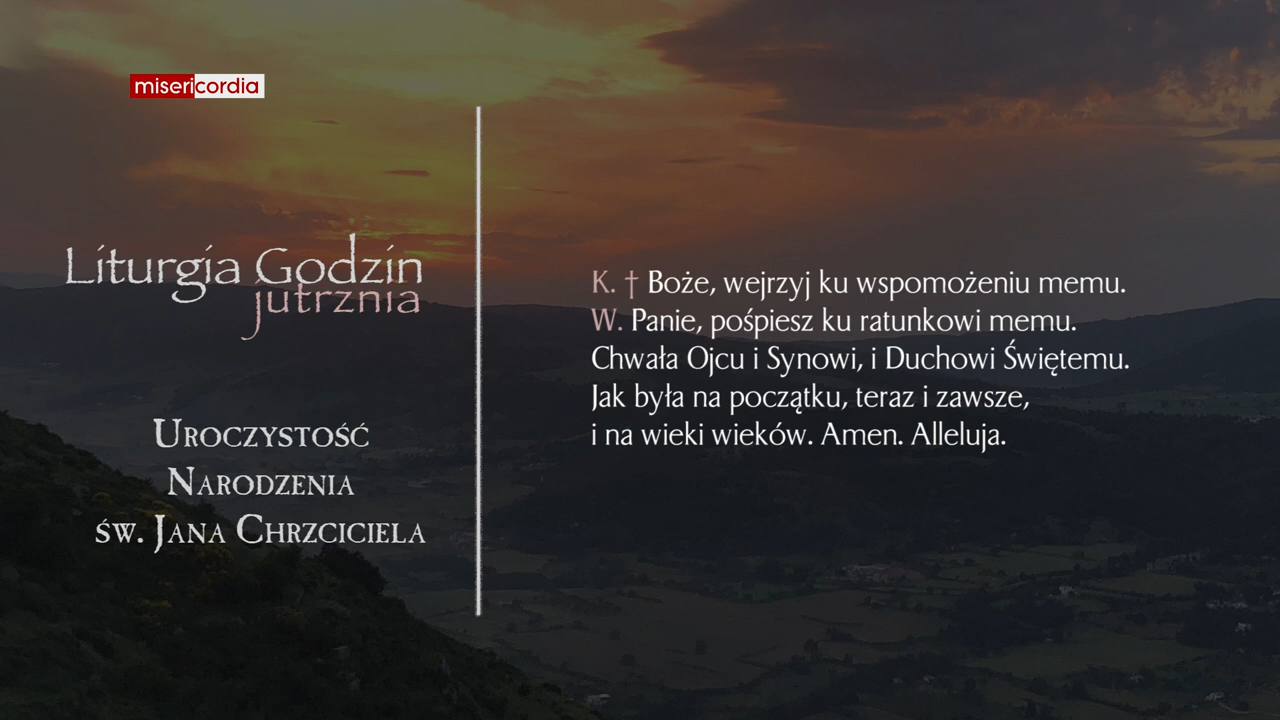 misericordia
Liturgia Godzin
jutrznia
Uroczystość
Narodzenia
św. Jana Chrzciciela
K. † Boże, wejrzyj ku wspomożeniu memu.
W. Panie, pośpiesz ku ratunkowi memu.
Chwała Ojcu i Synowi, i Duchowi Świętemu.
Jak była na początku, teraz i zawsze,
i na wieki wieków. Amen. Alleluja.